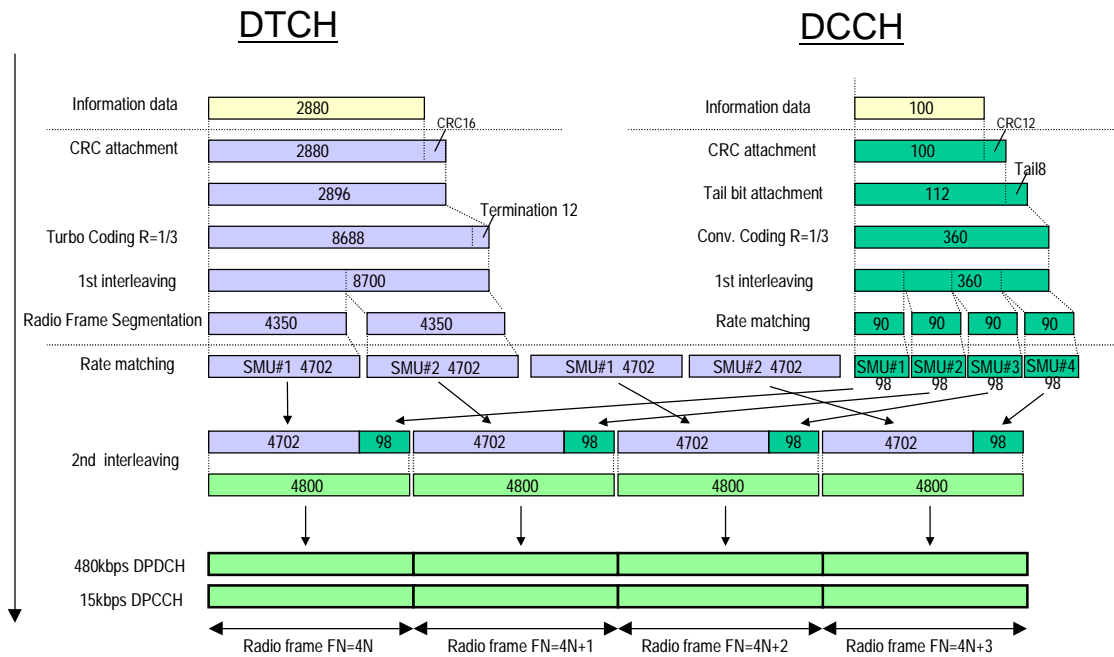 DTCH
DCCH
Information data
2880
Information data
100
CRC16
CRC12
CRC attachment
2880
CRC attachment
100
Tail8
2896
Tail bit attachment
112
Termination 12
Turbo Coding R=1/3
8688
Conv. Coding R=1/3
360
1st interleaving
8700
1st interleaving
360
Radio Frame Segmentation
4350
4350
Rate matching
90
90
90
90
Rate matching
SMU#1 4702
SMU#2 4702
SMU#1 4702
SMU#2 4702
SMU#1
SMU#2
SMU#3
SMU#4
98
98
98
98
2nd interleaving
4702
98
4702
98
4702
98
4702
98
4800
4800
4800
4800
480kbps DPDCH
15kbps DPCCH
Radio frame FN=4N
Radio frame FN=4N+1
Radio frame FN=4N+2
Radio frame FN=4N+3